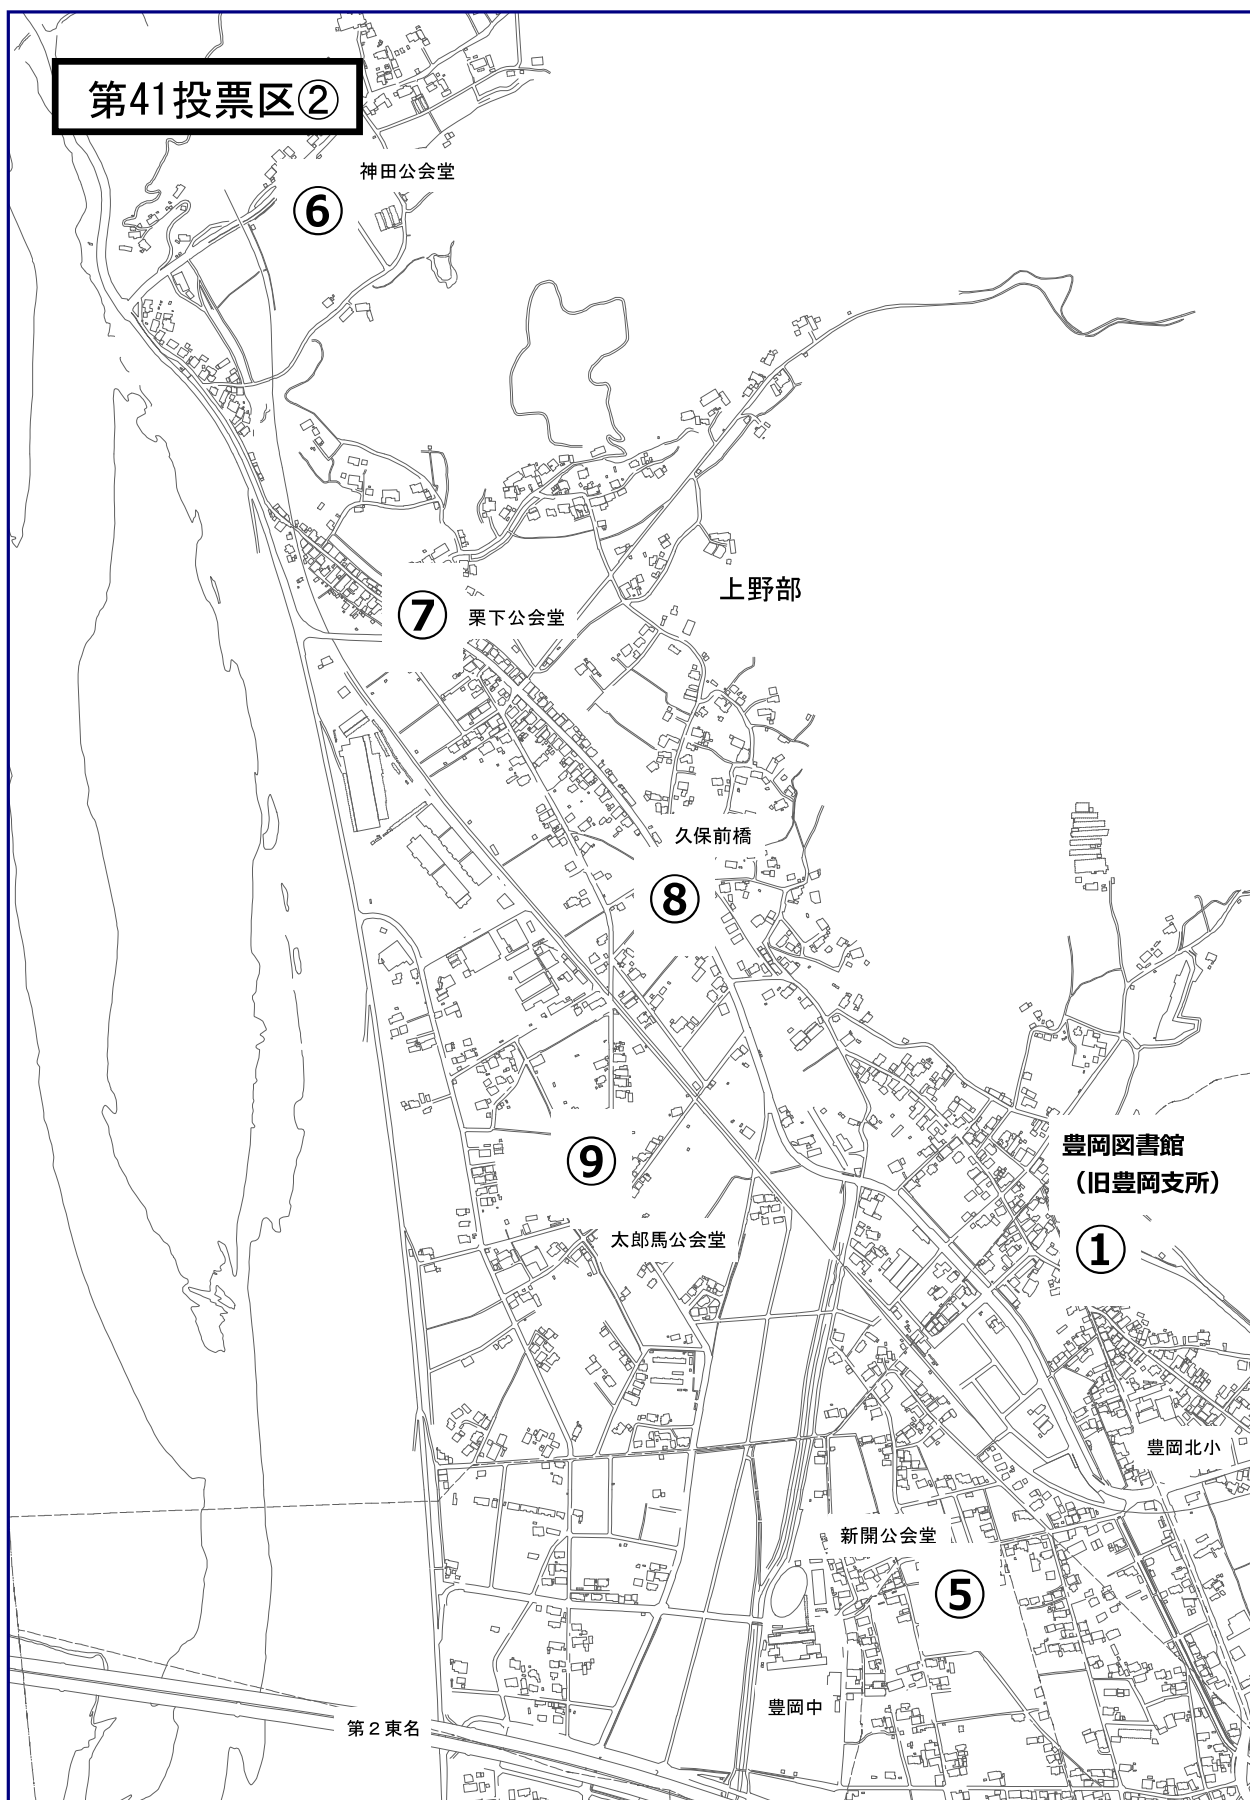 第41投票区②
神田公会堂
⑥
上野部
⑦
栗下公会堂
久保前橋
⑧
豊岡図書館
（旧豊岡支所）
①
⑨
太郎馬公会堂
豊岡北小
新開公会堂
⑤
豊岡中
第２東名